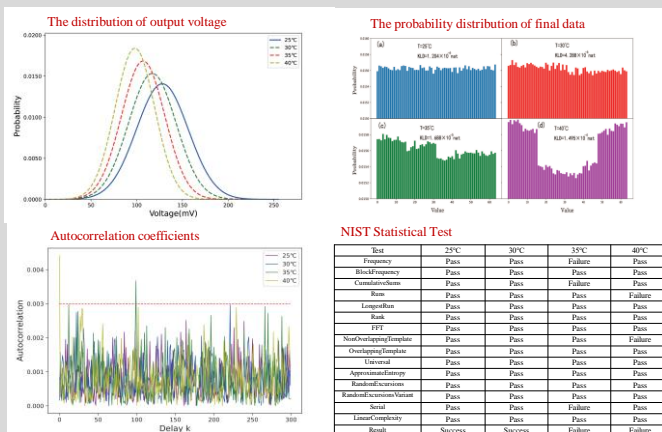 The distribution of output voltage
25℃
30℃
35℃
40℃
Probability
0.0200
0.0150
0.0100
0.0050
0.0000
0 50 100 150 200 250
Voltage(mV)
The probability distribution of final data
(a)
T=25℃
(b)
T=30℃
(c)
T=35℃
(d)
T=40℃
Probability
Probability
Value
Value
Autocorrelation coefficients
25℃
30℃
35℃
40℃
Autocorrelation
0.004
0.003
0.002
0.001
0.000
0 50 100 150 200 250 300
Delay k
NIST Statistical Test
Test 25℃ 30℃ 35℃ 40℃
Frequency Pass Pass Failure Pass
BlockFrequency Pass Pass Pass Pass
CumulativeSums Pass Pass Failure Pass
Runs Pass Pass Pass Failure
LongestRun Pass Pass Pass Pass
Rank Pass Pass Pass Pass
FFT Pass Pass Pass Pass
NonOverlappingTemplate Pass Pass Pass Failure
OverlappingTemplate Pass Pass Pass Pass
Universal Pass Pass Pass Pass
ApproximateEntropy Pass Pass Pass Pass
RandomExcursions Pass Pass Pass Pass
RandomExcursionsVariant Pass Pass Pass Pass
Serial Pass Pass Failure Pass
LinearComplexity Pass Pass Pass Pass
Result Success Success Failure Failure